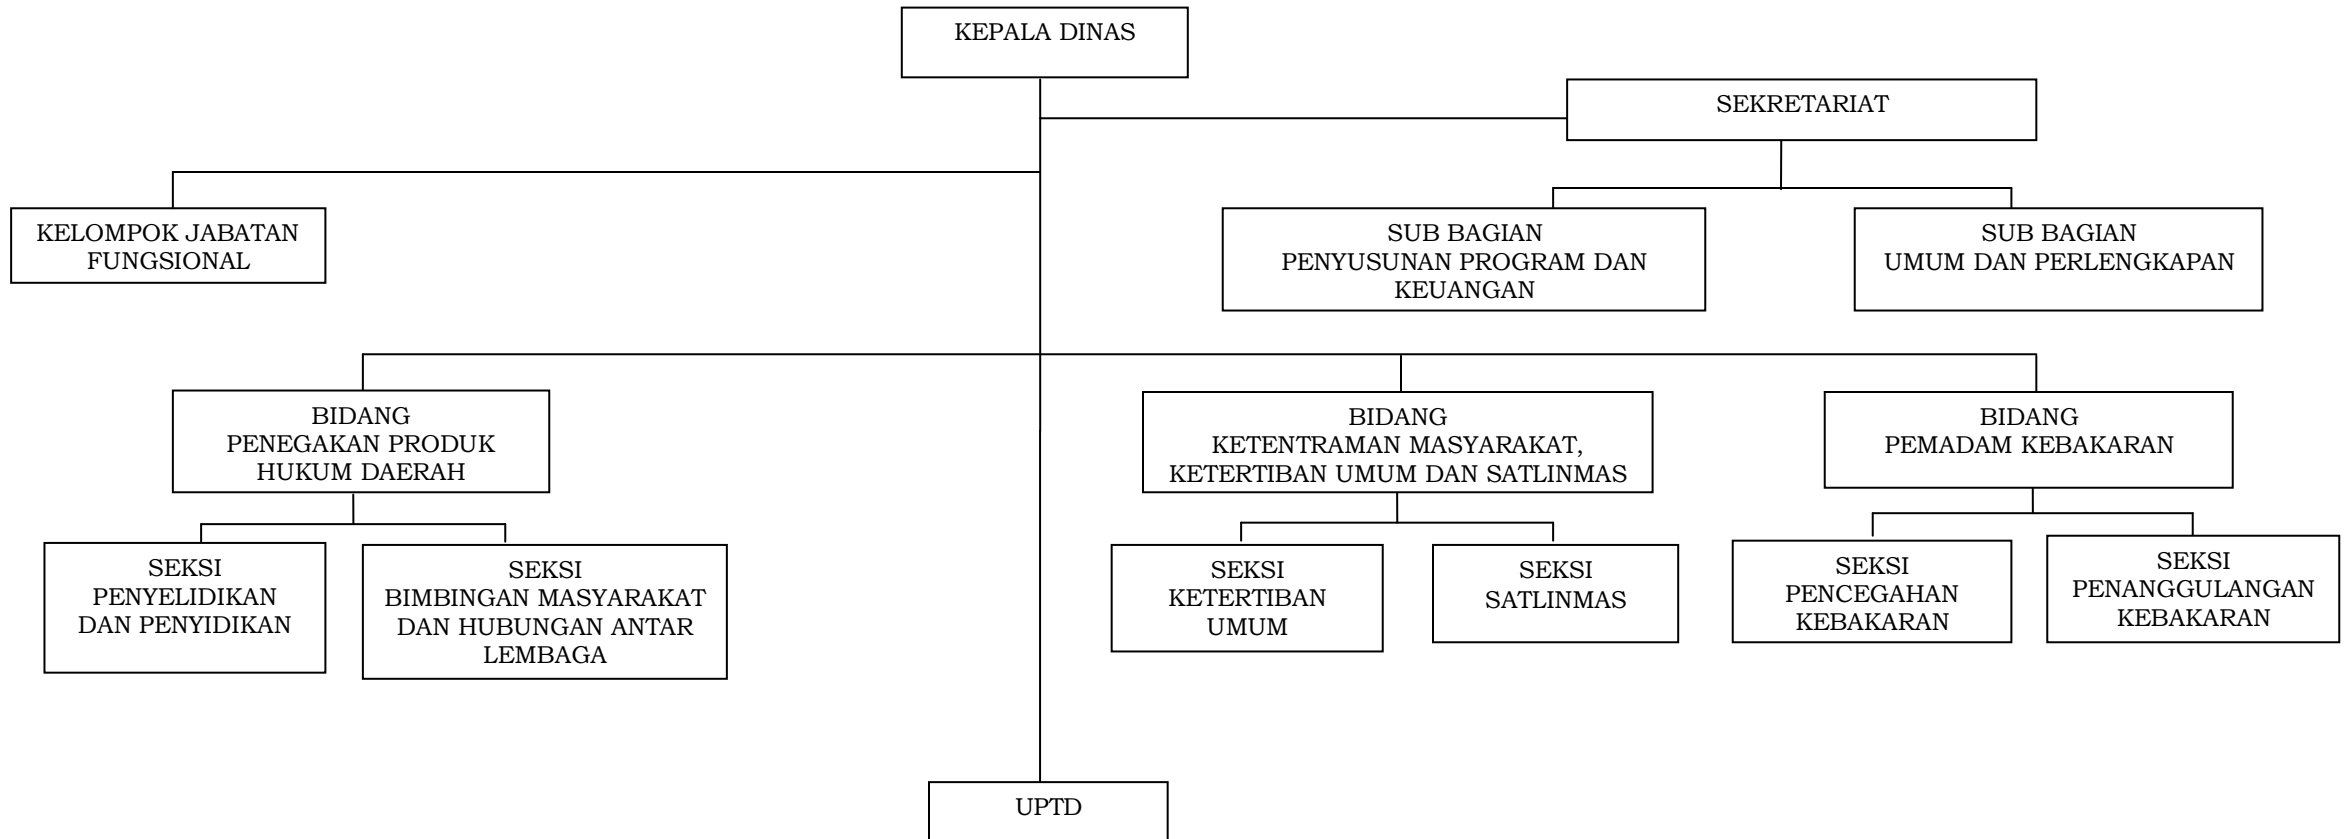 KEPALA DINAS
SEKRETARIAT
KELOMPOK JABATAN
FUNGSIONAL
SUB BAGIAN
PENYUSUNAN PROGRAM DAN
KEUANGAN
SUB BAGIAN
UMUM DAN PERLENGKAPAN
BIDANG
PENEGAKAN PRODUK
HUKUM DAERAH
BIDANG
KETENTRAMAN MASYARAKAT,
KETERTIBAN UMUM DAN SATLINMAS
BIDANG
PEMADAM KEBAKARAN
SEKSI
PENYELIDIKAN
DAN PENYIDIKAN
SEKSI
BIMBINGAN MASYARAKAT
DAN HUBUNGAN ANTAR
LEMBAGA
SEKSI
KETERTIBAN
UMUM
SEKSI
SATLINMAS
SEKSI
PENCEGAHAN
KEBAKARAN
SEKSI
PENANGGULANGAN
KEBAKARAN
UPTD